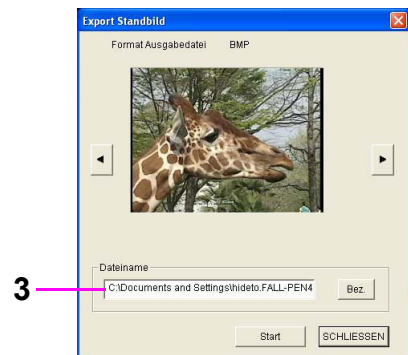 Export Standbild
Format Ausgabedatei BMP
Dateiname
3
C:\Documents and Settings\hideto.FALL-PEN4
Bez.
Start SCHLIESSEN